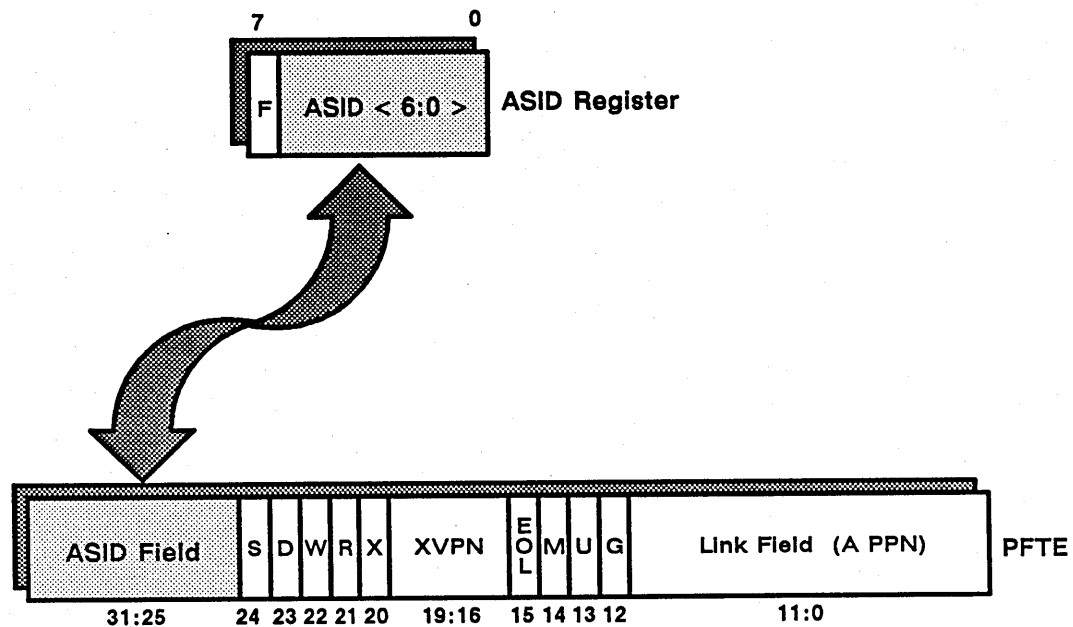 7 0
F ASID < 6:0 > ASID Register
ASID Field S D W R X XVPN EOL M U G Link Field (A PPN) PFTE
31:25 24 23 22 21 20 19:16 15 14 13 12 11:0